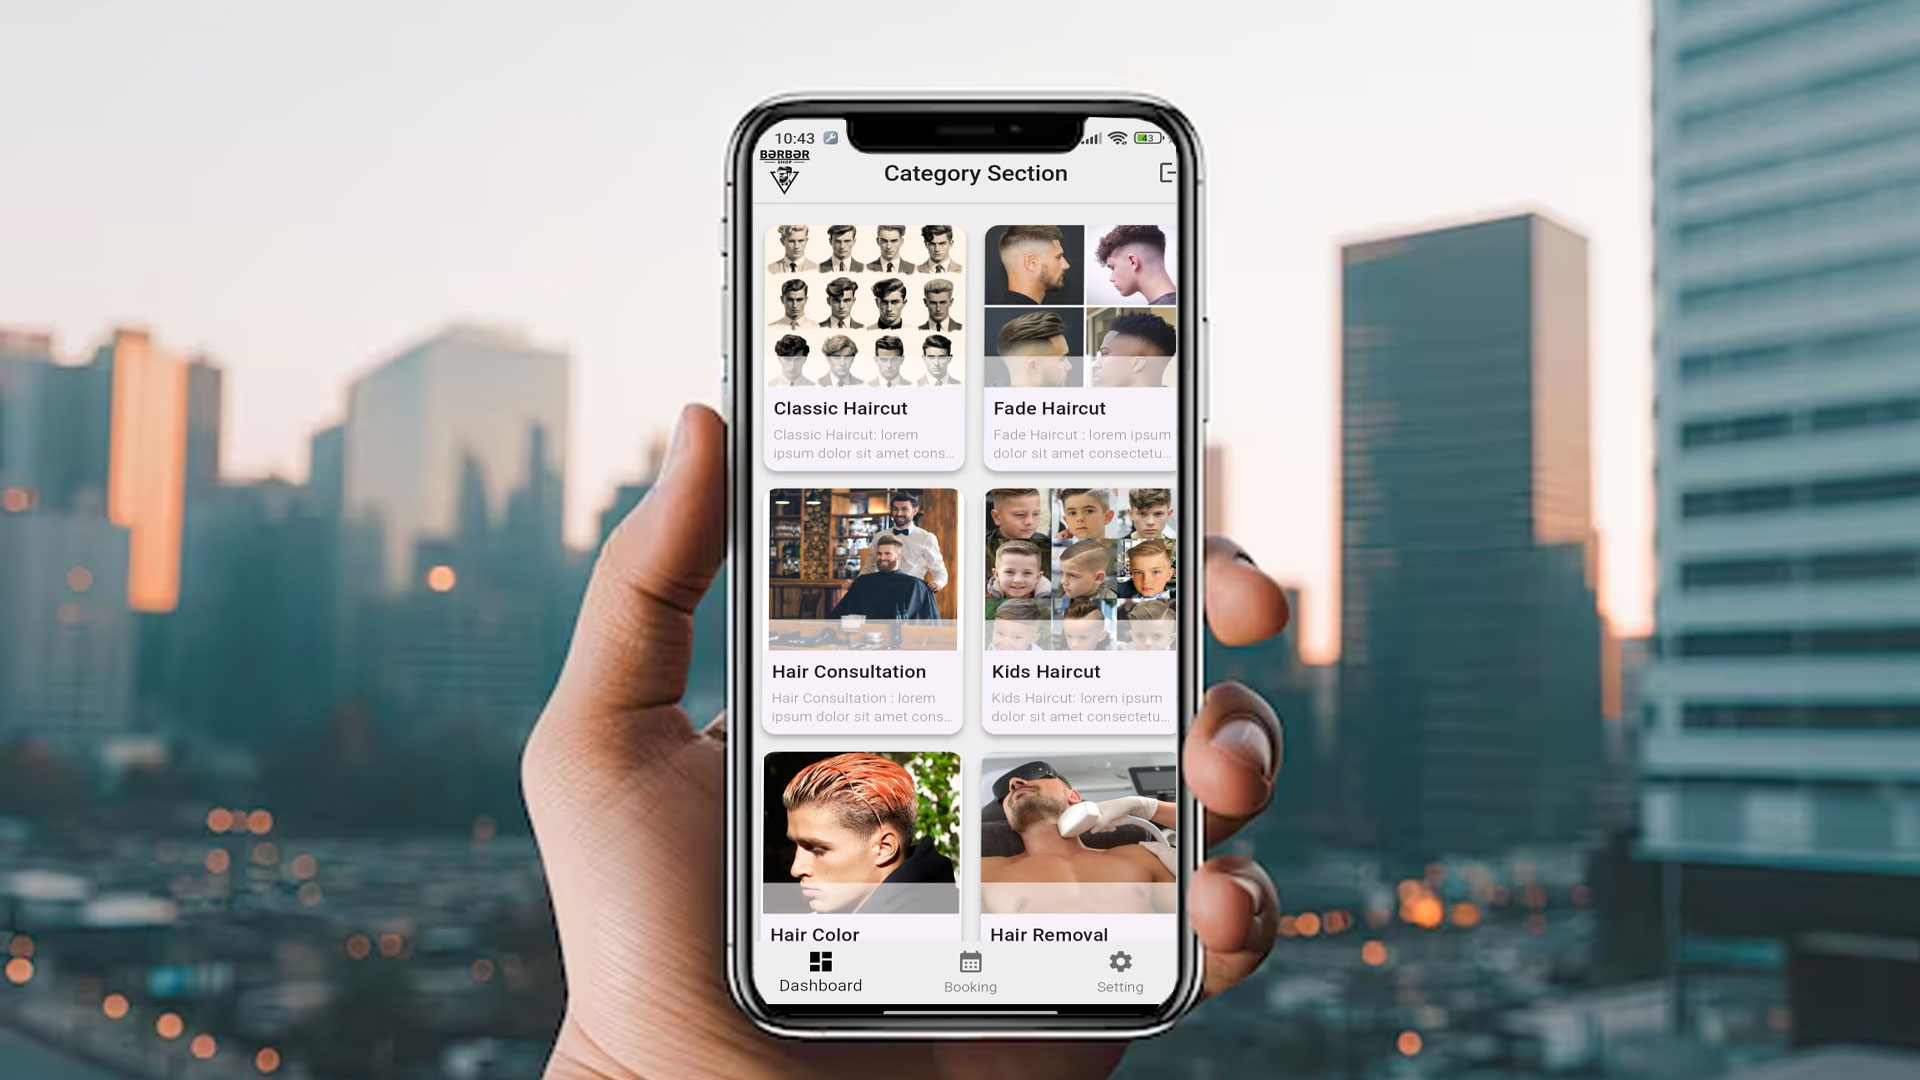 10:43
43
BərBər
SHOP
Category Section
Classic Haircut
Classic Haircut: lorem
ipsum dolor sit amet cons...
Fade Haircut
Fade Haircut : lorem ipsum
dolor sit amet consectetu...
Hair Consultation
Hair Consultation : lorem
ipsum dolor sit amet cons...
Kids Haircut
Kids Haircut: lorem ipsum
dolor sit amet consectetu...
Hair Color
Hair Removal
Dashboard
Booking
Setting